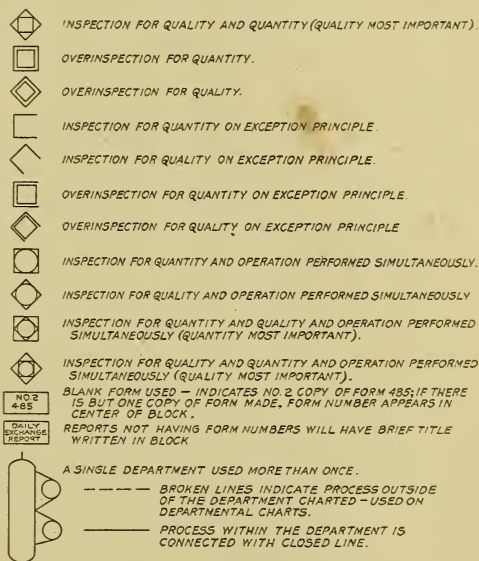 INSPECTION FOR QUALITY AND QUANTITY (QUALITY MOST IMPORTANT).
OVERINSPECTION FOR QUANTITY.
OVERINSPECTION FOR QUALITY.
INSPECTION FOR QUANTITY ON EXCEPTION PRINCIPLE.
INSPECTION FOR QUALITY ON EXCEPTION PRINCIPLE.
OVERINSPECTION FOR QUANTITY ON EXCEPTION PRINCIPLE.
OVERINSPECTION FOR QUALITY ON EXCEPTION PRINCIPLE
INSPECTION FOR QUANTITY AND OPERATION PERFORMED SIMULTANEOUSLY.
INSPECTION FOR QUALITY AND OPERATION PERFORMED SIMULTANEOUSLY
INSPECTION FOR QUANTITY AND QUALITY AND OPERATION PERFORMED
SIMULTANEOUSLY (QUANTITY MOST IMPORTANT).
INSPECTION FOR QUALITY AND QUANTITY AND OPERATION PERFORMED
SIMULTANEOUSLY (QUALITY MOST IMPORTANT).
NO.2
485
BLANK FORM USED – INDICATES NO.2 COPY OF FORM 485; IF THERE
IS BUT ONE COPY OF FORM MADE, FORM NUMBER APPEARS IN
CENTER OF BLOCK.
DAILY
EXCHANGE
REPORT
REPORTS NOT HAVING FORM NUMBERS WILL HAVE BRIEF TITLE
WRITTEN IN BLOCK
A SINGLE DEPARTMENT USED MORE THAN ONCE.
BROKEN LINES INDICATE PROCESS OUTSIDE
OF THE DEPARTMENT CHARTED – USED ON
DEPARTMENTAL CHARTS.
PROCESS WITHIN THE DEPARTMENT IS
CONNECTED WITH CLOSED LINE.